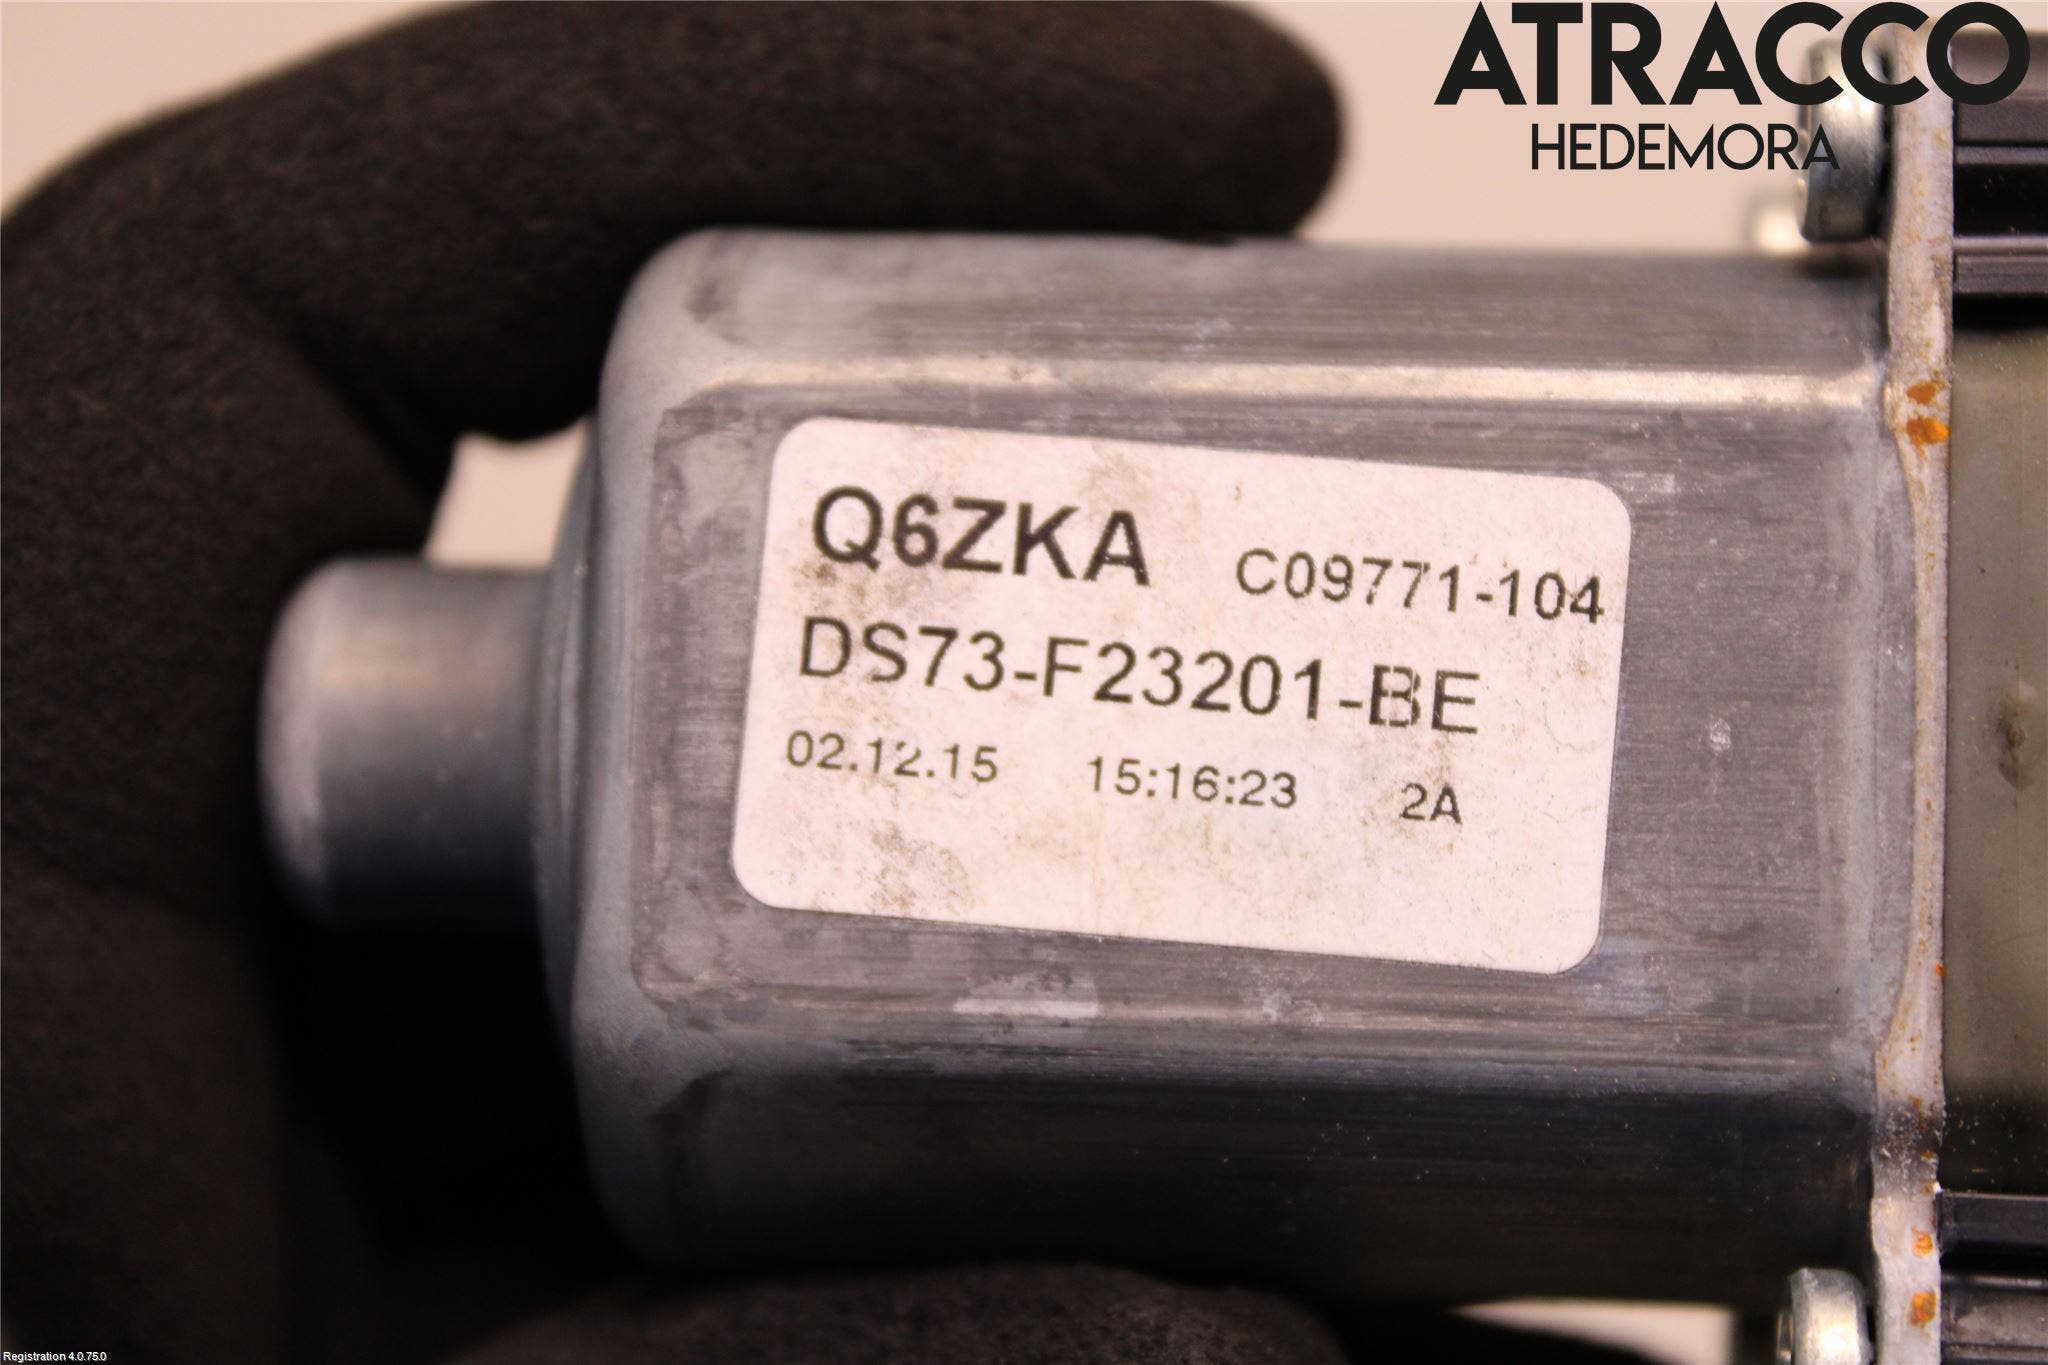 ATRACCO
HEDEMORA
Q6ZKA C09771-104
DS73-F23201-BE
02.12.15 15:16:23 2A
Registration 4.0.75.0